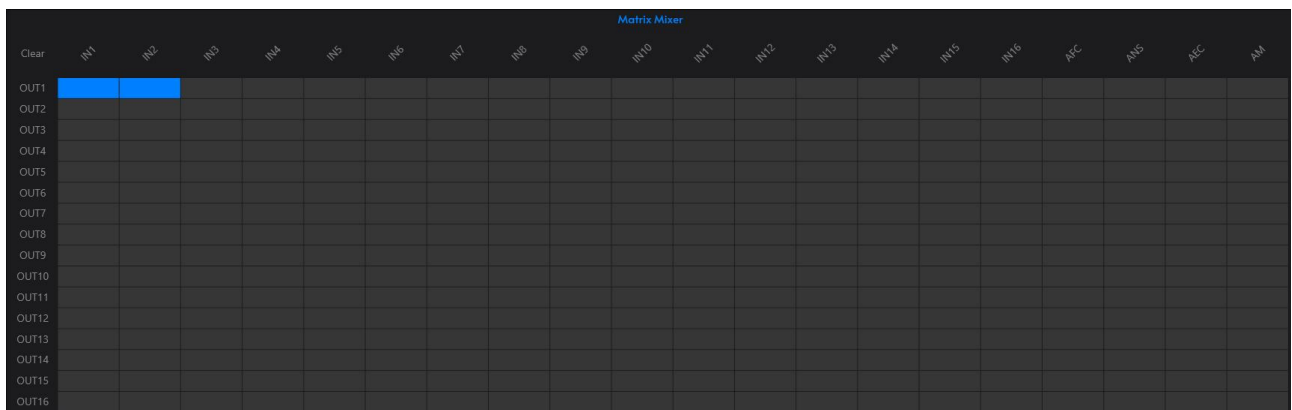 Matrix Mixer
Clear IN1 IN2 IN3 IN4 IN5 IN6 IN7 IN8 IN9 IN10 IN11 IN12 IN13 IN14 IN15 IN16 AFC ANS AEC AM
OUT1
OUT2
OUT3
OUT4
OUT5
OUT6
OUT7
OUT8
OUT9
OUT10
OUT11
OUT12
OUT13
OUT14
OUT15
OUT16